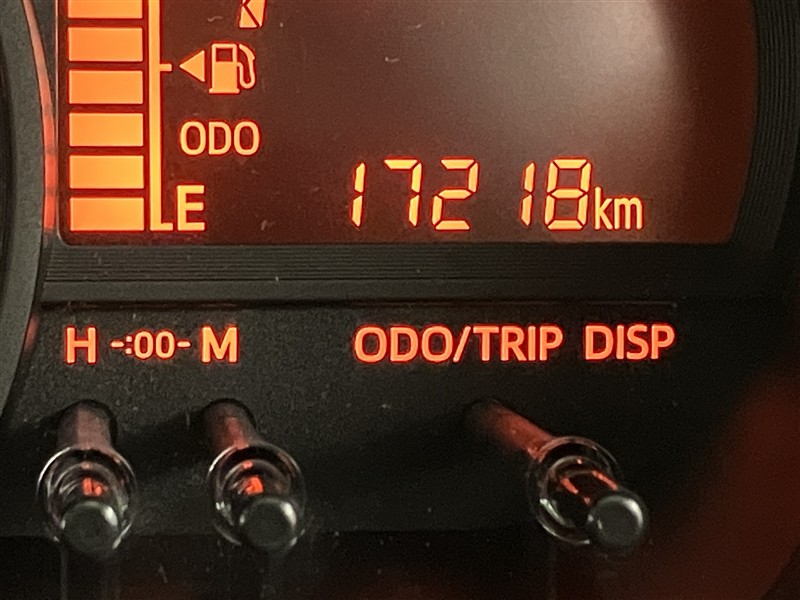 ODO
E 17218km
H -:00- M ODO/TRIP DISP